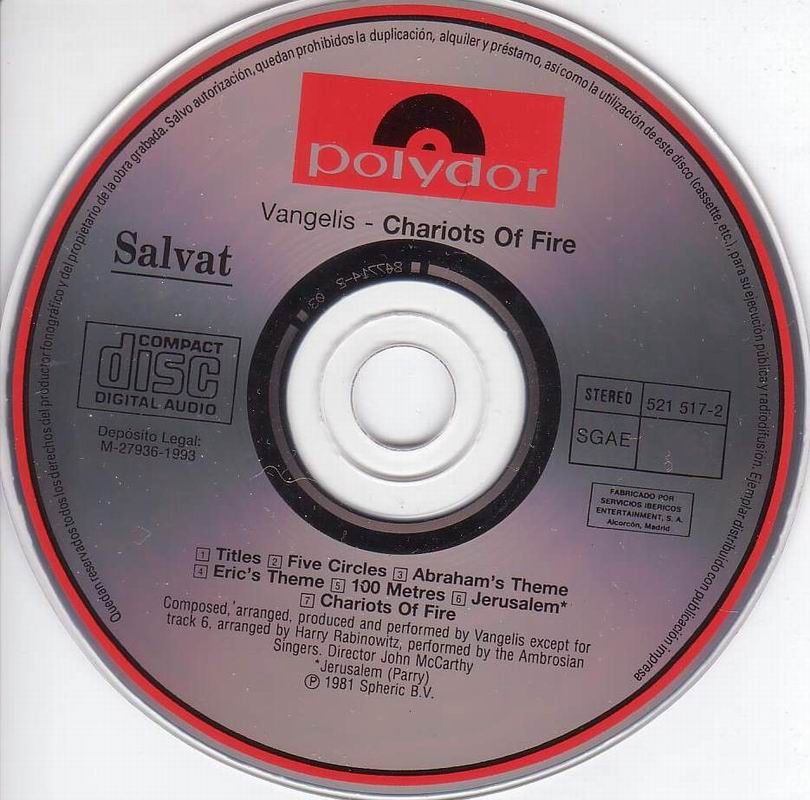 Quedan reservados todos los derechos del productor fonográfico y del propietario de la obra grabada. Salvo autorización, quedan prohibidos la duplicación, alquiler y préstamo, así como la utilización de este disco (cassette, etc.), para su ejecución pública y radiodifusión. Ejemplar distribuido con publicación impresa
polydor
Vangelis - Chariots Of Fire
Salvat
847714-2 03
COMPACT
disc
DIGITAL AUDIO
Depósito Legal:
M-27936-1993
STEREO 521 517-2
SGAE
FABRICADO POR
SERVICIOS IBERICOS
ENTERTAINMENT, S. A.
Alcorcón, Madrid
1 Titles 2 Five Circles 3 Abraham's Theme
4 Eric's Theme 5 100 Metres 6 Jerusalem*
7 Chariots Of Fire
Composed, arranged, produced and performed by Vangelis except for
track 6, arranged by Harry Rabinowitz, performed by the Ambrosian
Singers. Director John McCarthy
*Jerusalem (Parry)
℗ 1981 Spheric B.V.